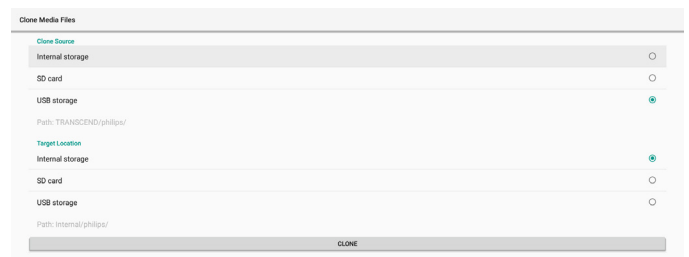 Clone Media Files
Clone Source
Internal storage
SD card
USB storage
Path: TRANSCEND/philips/
Target Location
Internal storage
SD card
USB storage
Path: Internal/philips/
CLONE